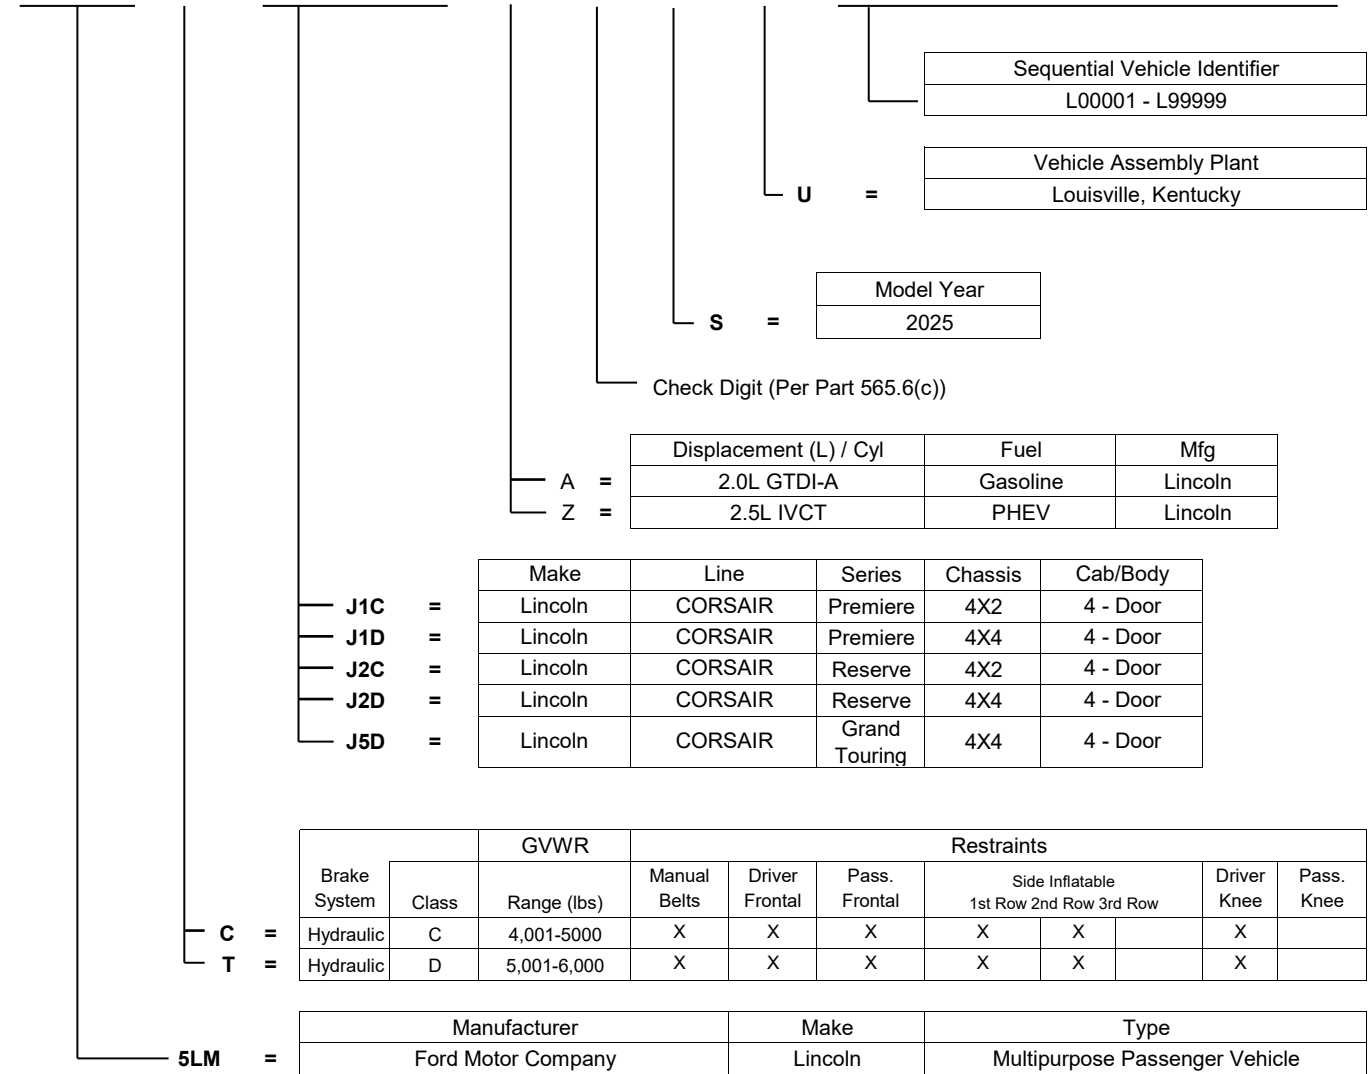 Sequential Vehicle Identifier
L00001 - L99999
Vehicle Assembly Plant
U = Louisville, Kentucky
Model Year
S = 2025
Check Digit (Per Part 565.6(c))
Displacement (L) / Cyl Fuel Mfg
A = 2.0L GTDI-A Gasoline Lincoln
Z = 2.5L IVCT PHEV Lincoln
Make Line Series Chassis Cab/Body
J1C = Lincoln CORSAIR Premiere 4X2 4 - Door
J1D = Lincoln CORSAIR Premiere 4X4 4 - Door
J2C = Lincoln CORSAIR Reserve 4X2 4 - Door
J2D = Lincoln CORSAIR Reserve 4X4 4 - Door
J5D = Lincoln CORSAIR Grand Touring 4X4 4 - Door
GVWR Restraints
Brake System Class Range (lbs) Manual Belts Driver Frontal Pass. Frontal Side Inflatable 1st Row 2nd Row 3rd Row Driver Knee Pass. Knee
C = Hydraulic C 4,001-5000 X X X X X X
T = Hydraulic D 5,001-6,000 X X X X X X
Manufacturer Make Type
5LM = Ford Motor Company Lincoln Multipurpose Passenger Vehicle